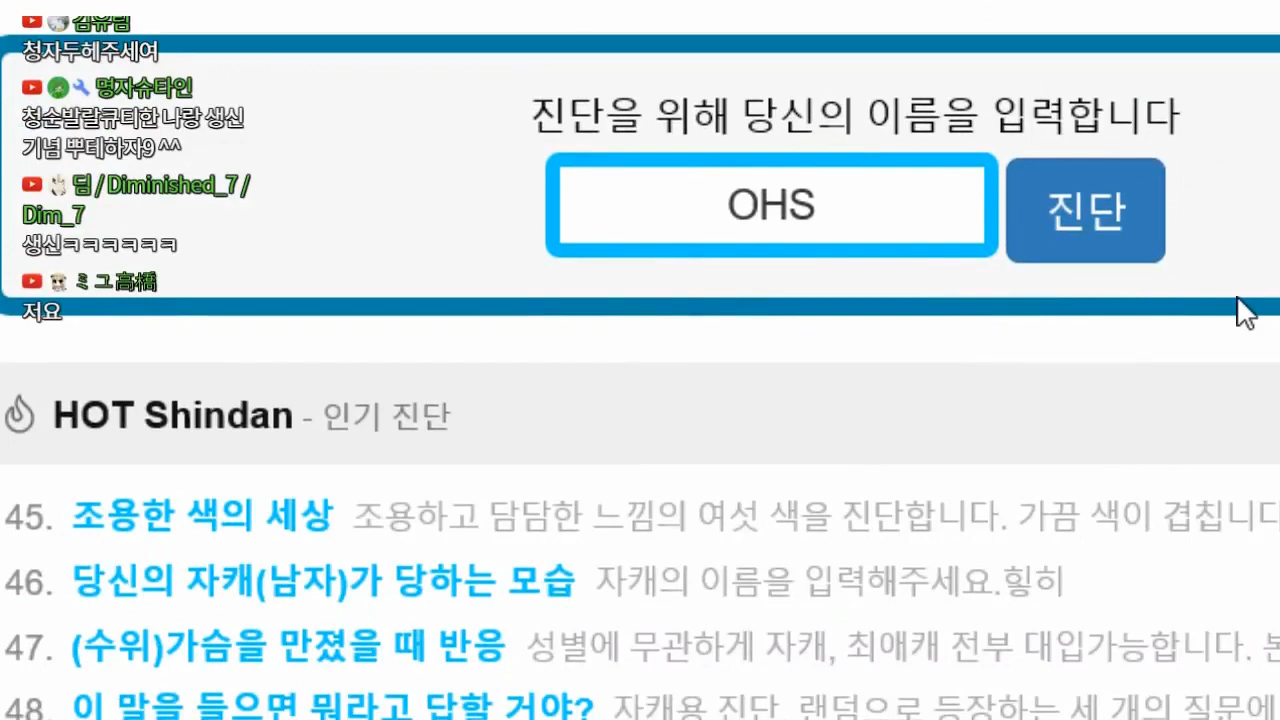 김유팀
청자두헤주세여
명자슈타인
청순발랄큐티한 나랑 생신
기념 뿌테하자9 ^^
딤 / Diminished_7 /
Dim_7
생신ㅋㅋㅋㅋㅋㅋ
ミユ高橋
저요
진단을 위해 당신의 이름을 입력합니다
OHS
진단
HOT Shindan - 인기 진단
45. 조용한 색의 세상 조용하고 담담한 느낌의 여섯 색을 진단합니다. 가끔 색이 겹칩니다
46. 당신의 자캐(남자)가 당하는 모습 자캐의 이름을 입력해주세요.힣히
47. (수위)가슴을 만졌을 때 반응 성별에 무관하게 자캐, 최애캐 전부 대입가능합니다.
48. 이 말을 들으면 뭐라고 답할 거야? 자캐용 진단. 랜덤으로 등장하는 세 개의 질문에